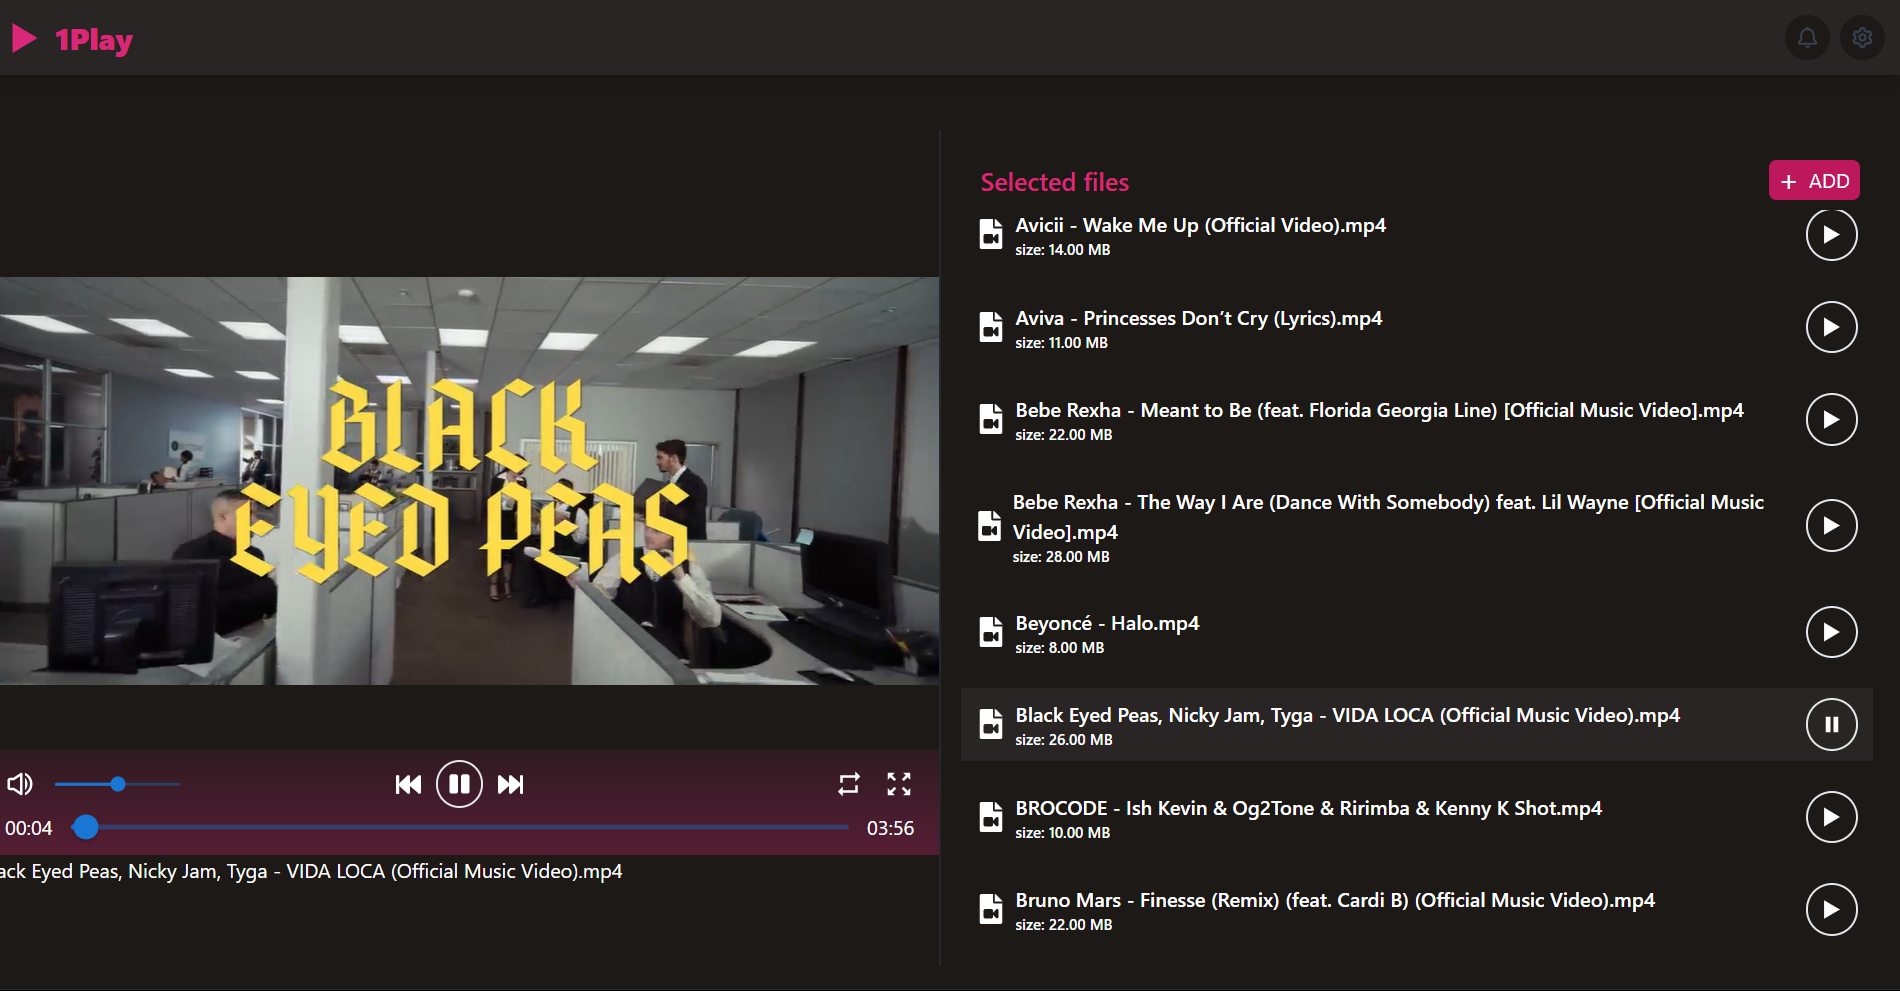 1Play
Selected files
+ ADD
Avicii - Wake Me Up (Official Video).mp4
size: 14.00 MB
Aviva - Princesses Don’t Cry (Lyrics).mp4
size: 11.00 MB
Bebe Rexha - Meant to Be (feat. Florida Georgia Line) [Official Music Video].mp4
size: 22.00 MB
Bebe Rexha - The Way I Are (Dance With Somebody) feat. Lil Wayne [Official Music
Video].mp4
size: 28.00 MB
Beyoncé - Halo.mp4
size: 8.00 MB
Black Eyed Peas, Nicky Jam, Tyga - VIDA LOCA (Official Music Video).mp4
size: 26.00 MB
BROCODE - Ish Kevin & Og2Tone & Ririmba & Kenny K Shot.mp4
size: 10.00 MB
Bruno Mars - Finesse (Remix) (feat. Cardi B) (Official Music Video).mp4
size: 22.00 MB
BLACK
EYED PEAS
00:04
03:56
ack Eyed Peas, Nicky Jam, Tyga - VIDA LOCA (Official Music Video).mp4